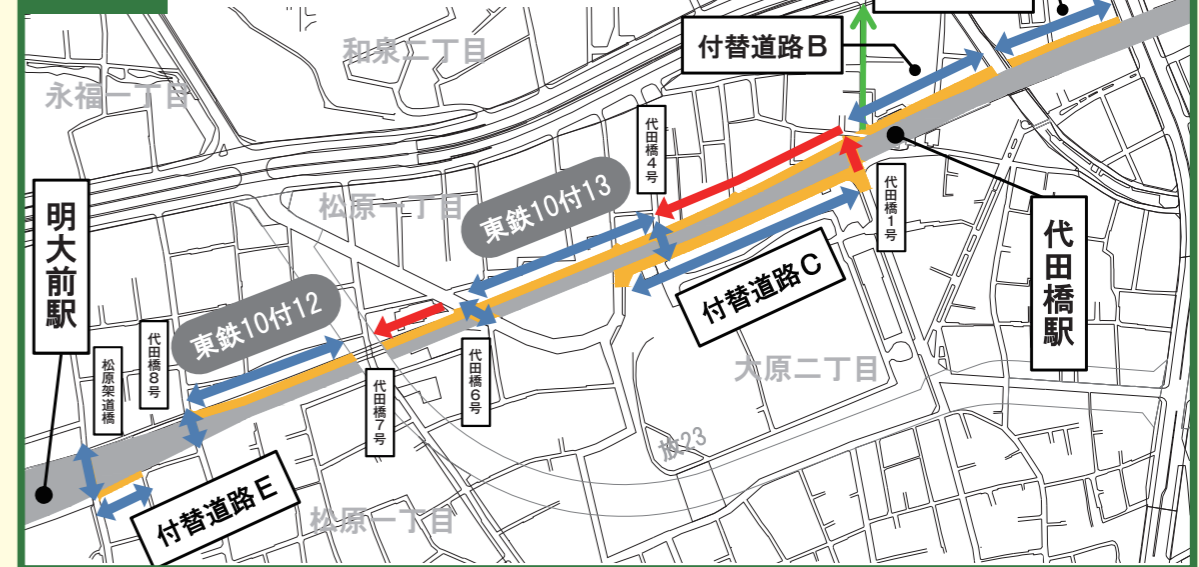 和泉二丁目
付替道路B
永福一丁目
代田橋4号
明大前駅
松原一丁目
東鉄10付13
代田橋1号
代田橋駅
付替道路C
東鉄10付12
代田橋8号
松原架道橋
代田橋7号
代田橋6号
大原二丁目
放23
付替道路E
松原一丁目